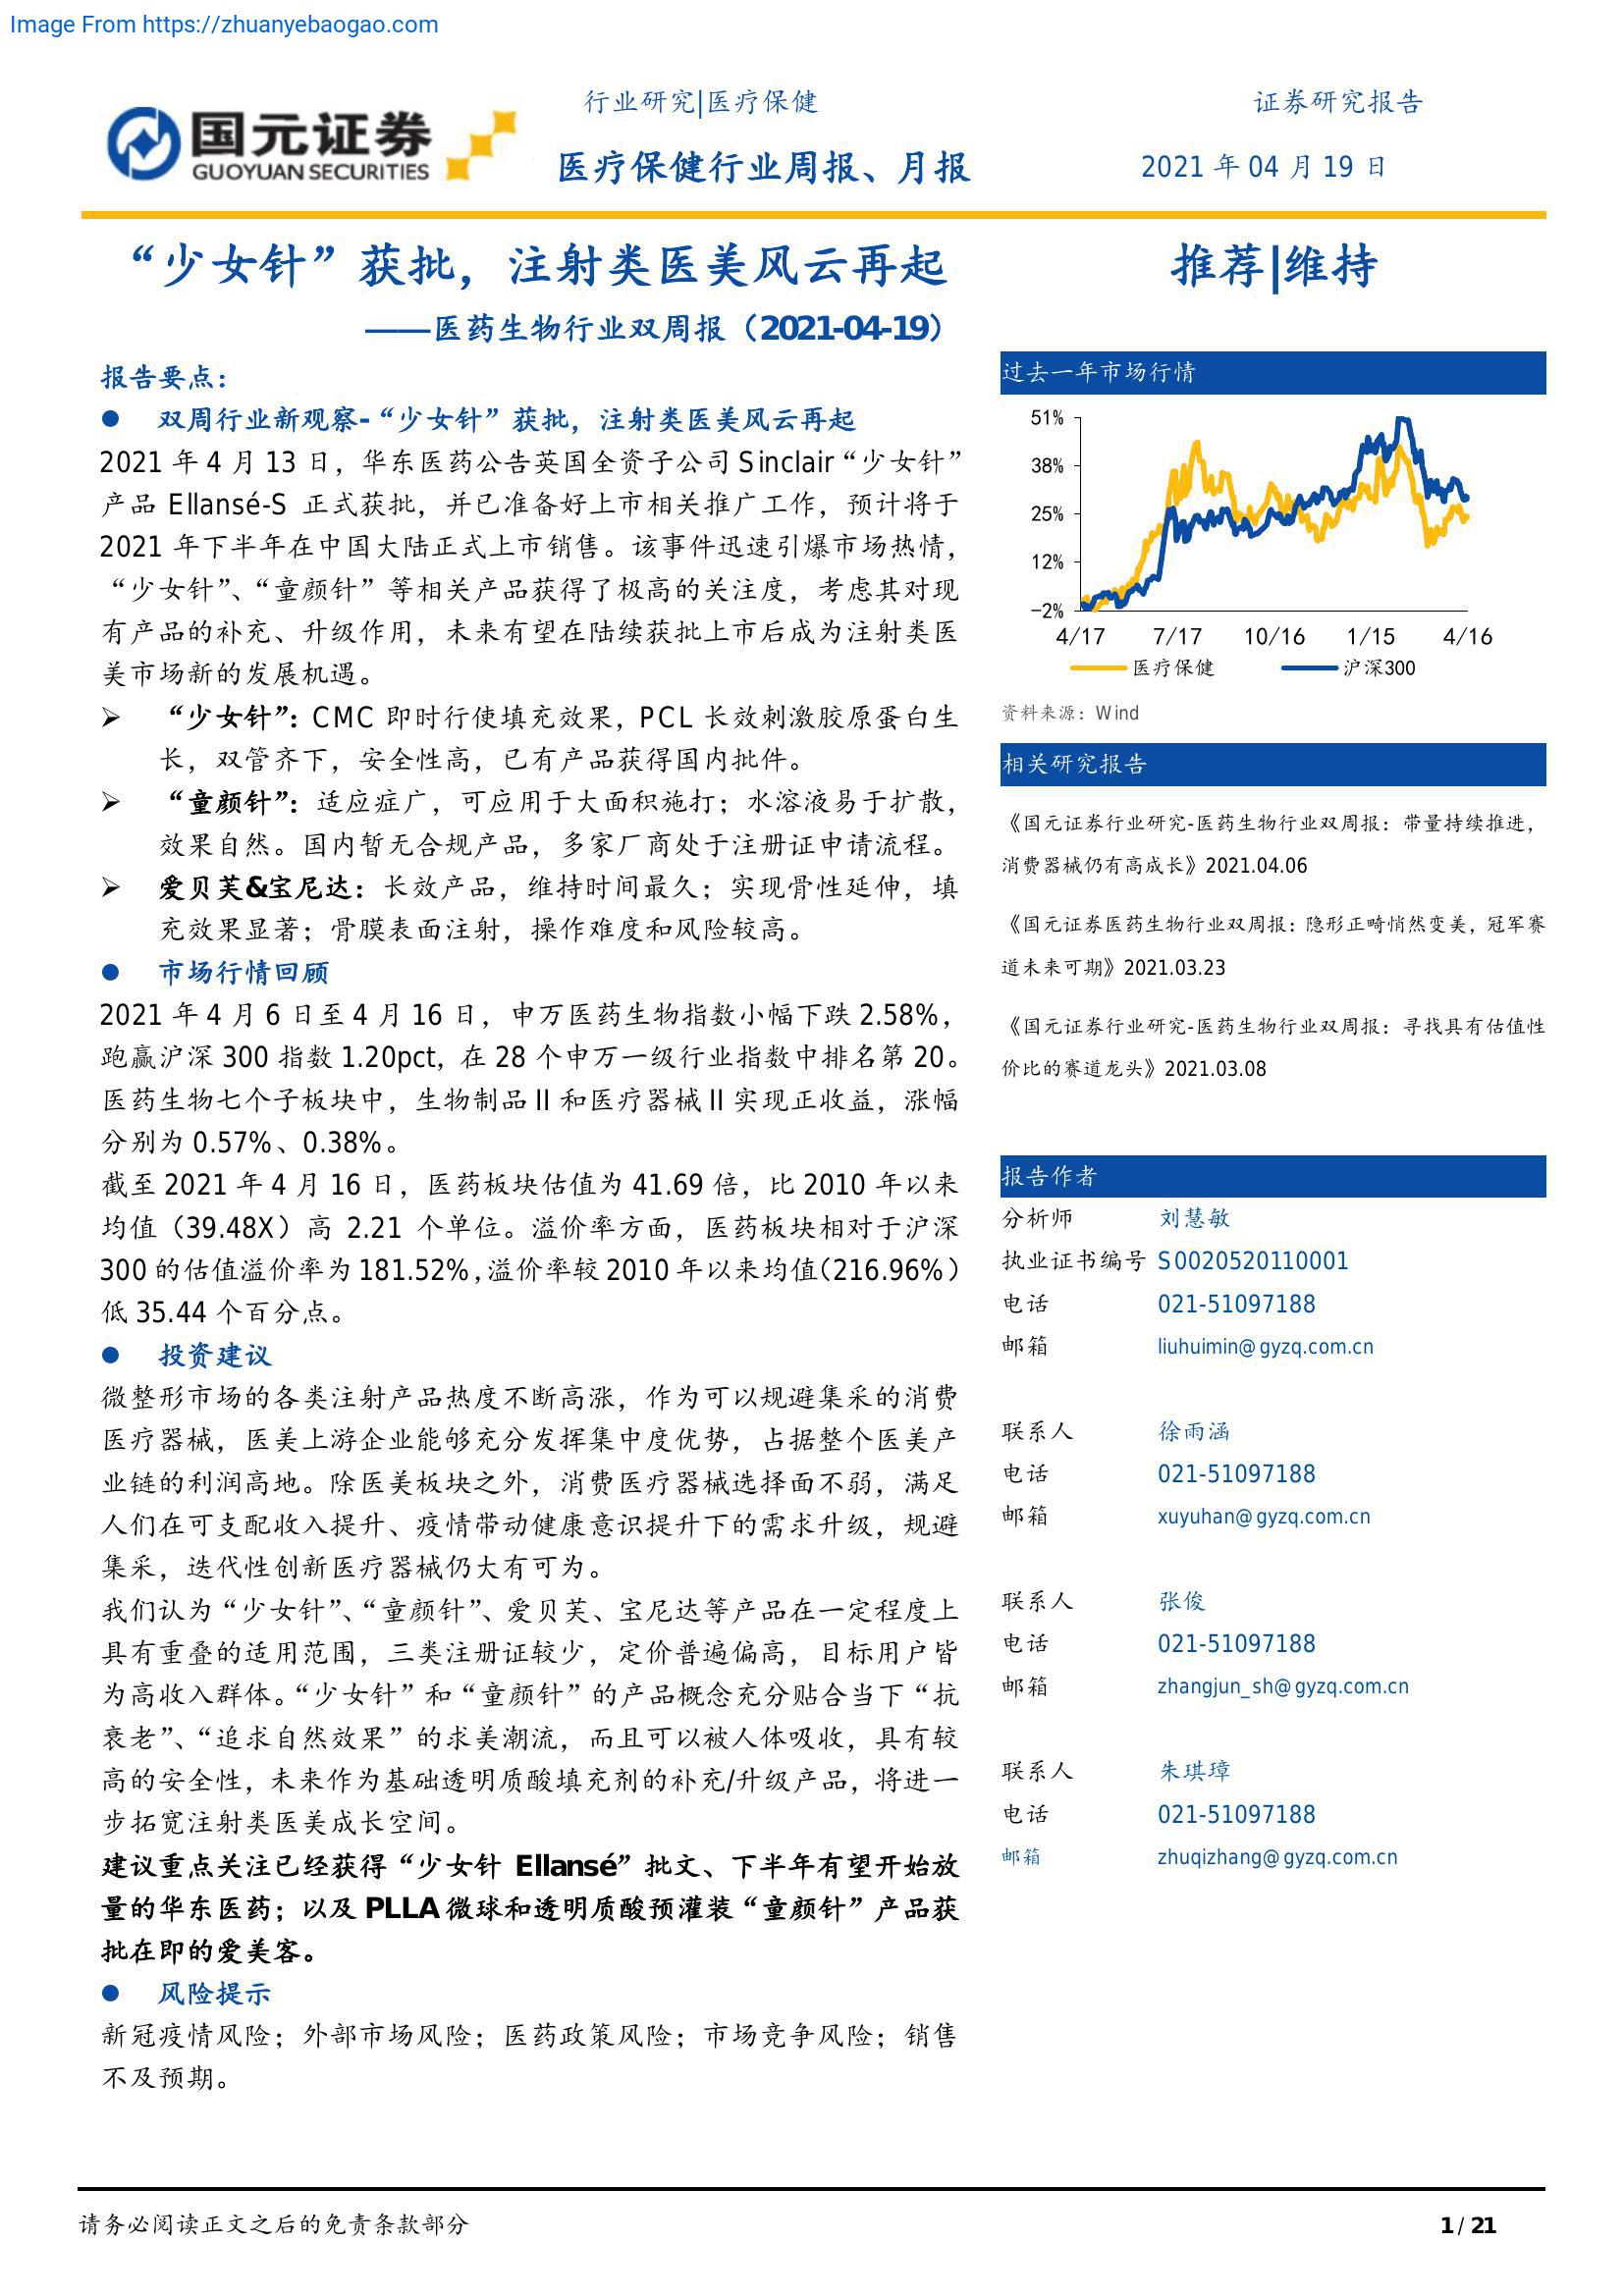 Image From https://zhuanyebaogao.com
国元证券
GUOYUAN SECURITIES
行业研究|医疗保健
证券研究报告
医疗保健行业周报、月报
2021 年 04 月 19 日
“少女针”获批，注射类医美风云再起
推荐|维持
——医药生物行业双周报（2021-04-19）
报告要点：
● 双周行业新观察-“少女针”获批，注射类医美风云再起
2021 年 4 月 13 日，华东医药公告英国全资子公司 Sinclair“少女针”
产品 Ellansé-S 正式获批，并已准备好上市相关推广工作，预计将于
2021 年下半年在中国大陆正式上市销售。该事件迅速引爆市场热情，
“少女针”、“童颜针”等相关产品获得了极高的关注度，考虑其对现
有产品的补充、升级作用，未来有望在陆续获批上市后成为注射类医
美市场新的发展机遇。
➢ “少女针”：CMC 即时行使填充效果，PCL 长效刺激胶原蛋白生
长，双管齐下，安全性高，已有产品获得国内批件。
➢ “童颜针”：适应症广，可应用于大面积施打；水溶液易于扩散，
效果自然。国内暂无合规产品，多家厂商处于注册证申请流程。
➢ 爱贝芙&宝尼达：长效产品，维持时间最久；实现骨性延伸，填
充效果显著；骨膜表面注射，操作难度和风险较高。
● 市场行情回顾
2021 年 4 月 6 日至 4 月 16 日，申万医药生物指数小幅下跌 2.58%，
跑赢沪深 300 指数 1.20pct，在 28 个申万一级行业指数中排名第 20。
医药生物七个子板块中，生物制品 II 和医疗器械 II 实现正收益，涨幅
分别为 0.57%、0.38%。
截至 2021 年 4 月 16 日，医药板块估值为 41.69 倍，比 2010 年以来
均值（39.48X）高 2.21 个单位。溢价率方面，医药板块相对于沪深
300 的估值溢价率为 181.52%，溢价率较 2010 年以来均值（216.96%）
低 35.44 个百分点。
● 投资建议
微整形市场的各类注射产品热度不断高涨，作为可以规避集采的消费
医疗器械，医美上游企业能够充分发挥集中度优势，占据整个医美产
业链的利润高地。除医美板块之外，消费医疗器械选择面不弱，满足
人们在可支配收入提升、疫情带动健康意识提升下的需求升级，规避
集采，迭代性创新医疗器械仍大有可为。
我们认为“少女针”、“童颜针”、爱贝芙、宝尼达等产品在一定程度上
具有重叠的适用范围，三类注册证较少，定价普遍偏高，目标用户皆
为高收入群体。“少女针”和“童颜针”的产品概念充分贴合当下“抗
衰老”、“追求自然效果”的求美潮流，而且可以被人体吸收，具有较
高的安全性，未来作为基础透明质酸填充剂的补充/升级产品，将进一
步拓宽注射类医美成长空间。
建议重点关注已经获得“少女针 Ellansé”批文、下半年有望开始放
量的华东医药；以及 PLLA 微球和透明质酸预灌装“童颜针”产品获
批在即的爱美客。
● 风险提示
新冠疫情风险；外部市场风险；医药政策风险；市场竞争风险；销售
不及预期。
过去一年市场行情
51%
38%
25%
12%
-2%
4/17 7/17 10/16 1/15 4/16
医疗保健 沪深300
资料来源：Wind
相关研究报告
《国元证券行业研究-医药生物行业双周报：带量持续推进，
消费器械仍有高成长》2021.04.06
《国元证券医药生物行业双周报：隐形正畸悄然变美，冠军赛
道未来可期》2021.03.23
《国元证券行业研究-医药生物行业双周报：寻找具有估值性
价比的赛道龙头》2021.03.08
报告作者
分析师 刘慧敏
执业证书编号 S0020520110001
电话 021-51097188
邮箱 liuhuimin@gyzq.com.cn
联系人 徐雨涵
电话 021-51097188
邮箱 xuyuhan@gyzq.com.cn
联系人 张俊
电话 021-51097188
邮箱 zhangjun_sh@gyzq.com.cn
联系人 朱琪璋
电话 021-51097188
邮箱 zhuqizhang@gyzq.com.cn
请务必阅读正文之后的免责条款部分
1 / 21